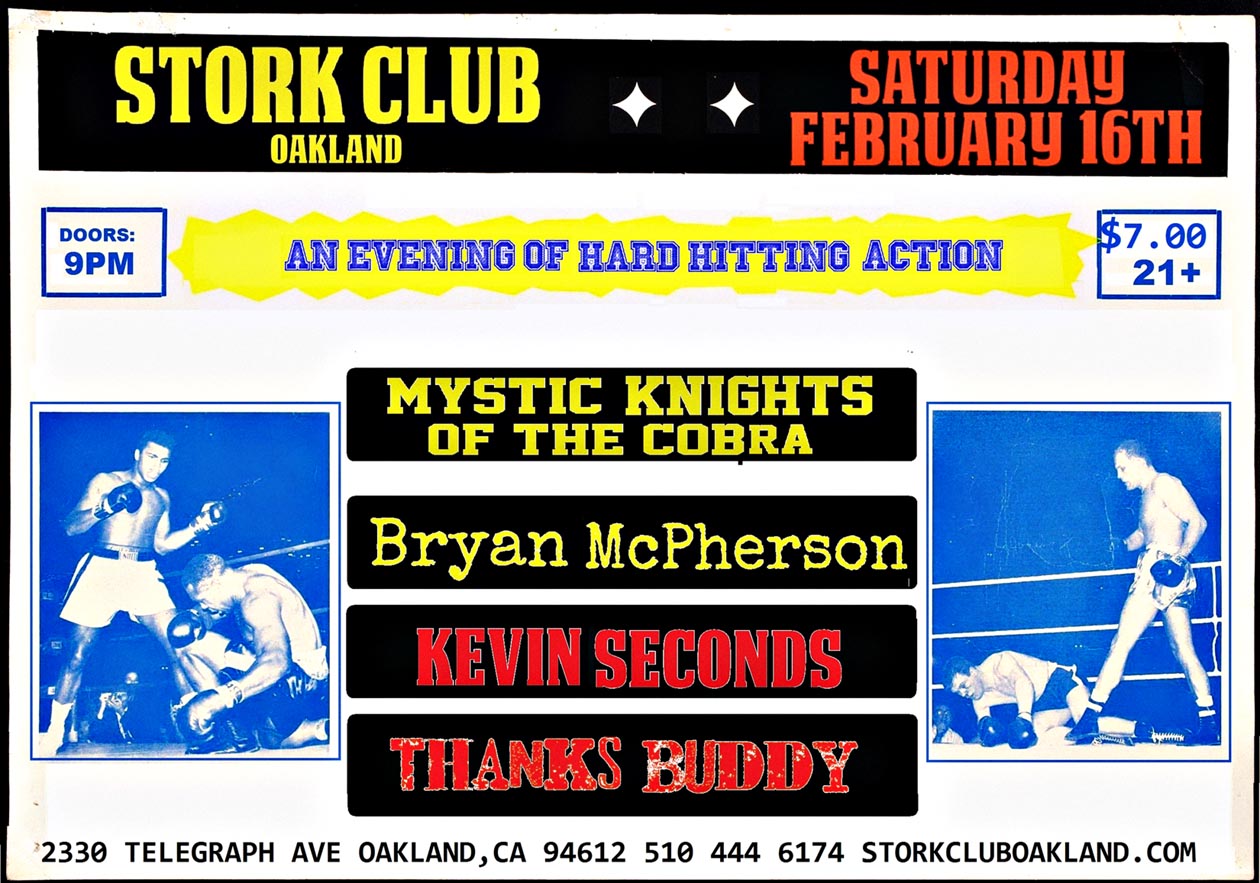 STORK CLUB
OAKLAND
SATURDAY
FEBRUARY 16TH
DOORS:
9PM
AN EVENING OF HARD HITTING ACTION
$7.00
21+
MYSTIC KNIGHTS
OF THE COBRA
Bryan McPherson
KEVIN SECONDS
THANKS BUDDY
2330 TELEGRAPH AVE OAKLAND,CA 94612 510 444 6174 STORKCLUBOAKLAND.COM